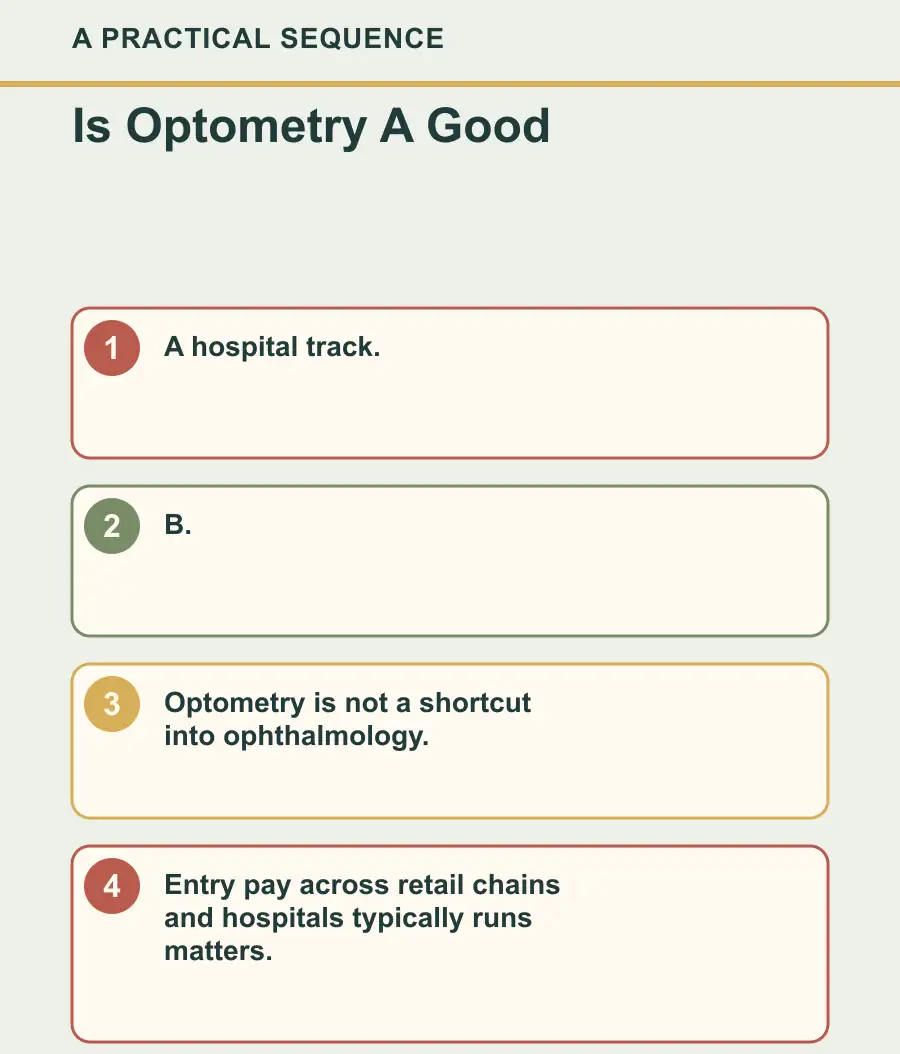 A PRACTICAL SEQUENCE
Is Optometry A Good
1
A hospital track.
2
B.
3
Optometry is not a shortcut
into ophthalmology.
4
Entry pay across retail chains
and hospitals typically runs
matters.